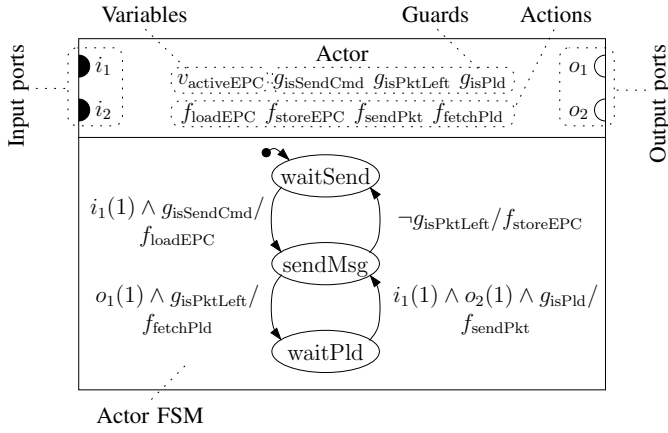 Variables Guards Actions
Input ports
Output ports
Actor
i1 v_activeEPC g_isSendCmd g_isPktLeft g_isPld o1
i2 f_loadEPC f_storeEPC f_sendPkt f_fetchPld o2
waitSend
i1(1) ∧ g_isSendCmd/
f_loadEPC
¬g_isPktLeft/f_storeEPC
sendMsg
o1(1) ∧ g_isPktLeft/
f_fetchPld
i1(1) ∧ o2(1) ∧ g_isPld/
f_sendPkt
waitPld
Actor FSM